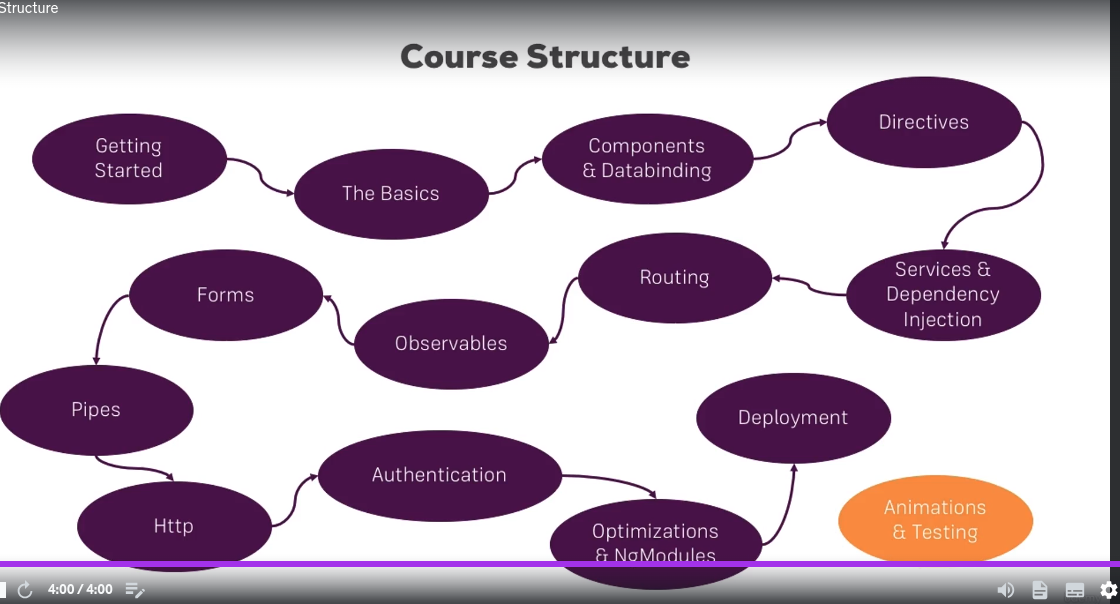 Structure
Course Structure
Getting
Started
The Basics
Components
& Databinding
Directives
Services &
Dependency
Injection
Routing
Observables
Forms
Pipes
Http
Authentication
Optimizations
& NgModules
Deployment
Animations
& Testing
4:00 / 4:00